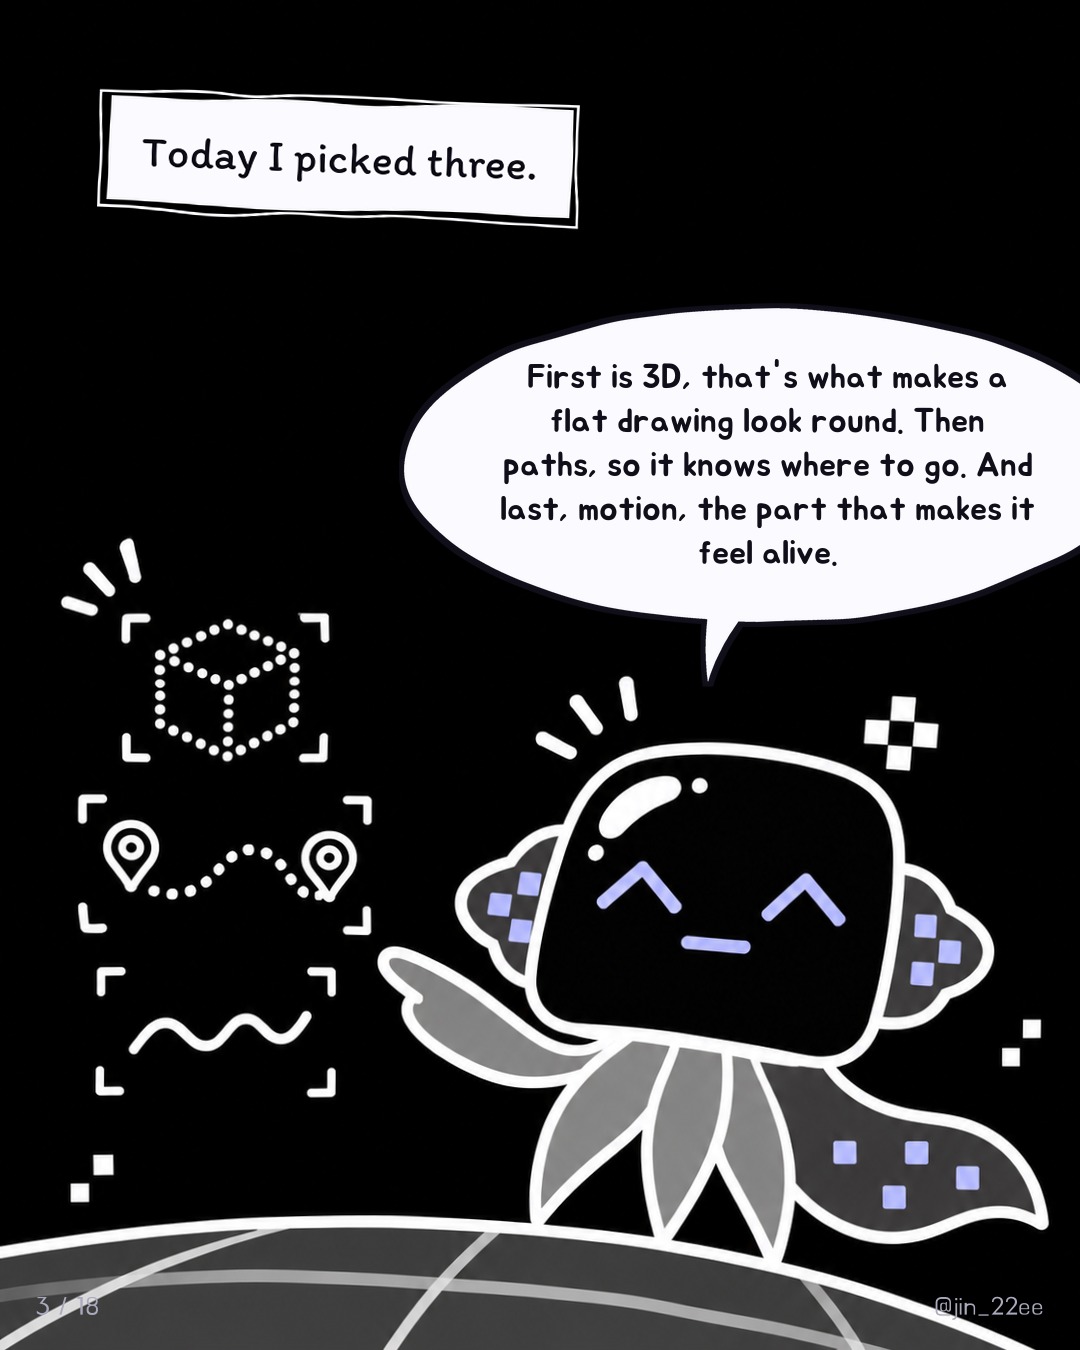 Today I picked three.
First is 3D, that's what makes a
flat drawing look round. Then
paths, so it knows where to go. And
last, motion, the part that makes it
feel alive.
3 / 18
@jin_22ee